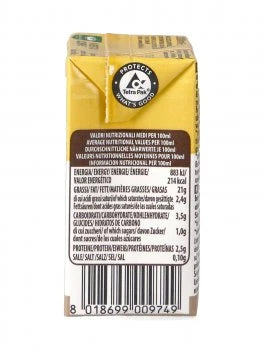 PROTECTS
Tetra Pak
WHAT'S GOOD
VALORI NUTRIZIONALI MEDI PER 100ml
AVERAGE NUTRITIONAL VALUES PER 100ml
DURCHSCHNITTLICHE NÄHRWERTE JE 100ml
VALEURS NUTRITIONNELLES MOYENNES POUR 100ml
INFORMACIÓN NUTRICIONAL PER 100ml
ENERGIA/ENERGY/ENERGIE/ÉNERGIE/ 883 kJ/
VALOR ENERGÉTICO 214 kcal
GRASSI/FAT/FETT/MATIÈRES GRASSES/GRASAS 21g
di cui acidi grassi saturi/of which saturates/davon gesättigte 2,4g
Fettsäuren/dont acides gras saturés/de las cuales saturadas
CARBOIDRATI/CARBOHYDRATE/KOHLENHYDRATE/ 3,5g
GLUCIDES/ HIDRATOS DE CARBONO
di cui zuccheri/ of which sugars/ davon Zucker/ 1,0g
dont sucres/de los cuales azúcares
PROTEINE/PROTEIN/EIWEIß/PROTÉINES/PROTEÍNAS 2,5g
SALE/SALT/SALZ/SEL/SAL 0,10g
8 018699 009749